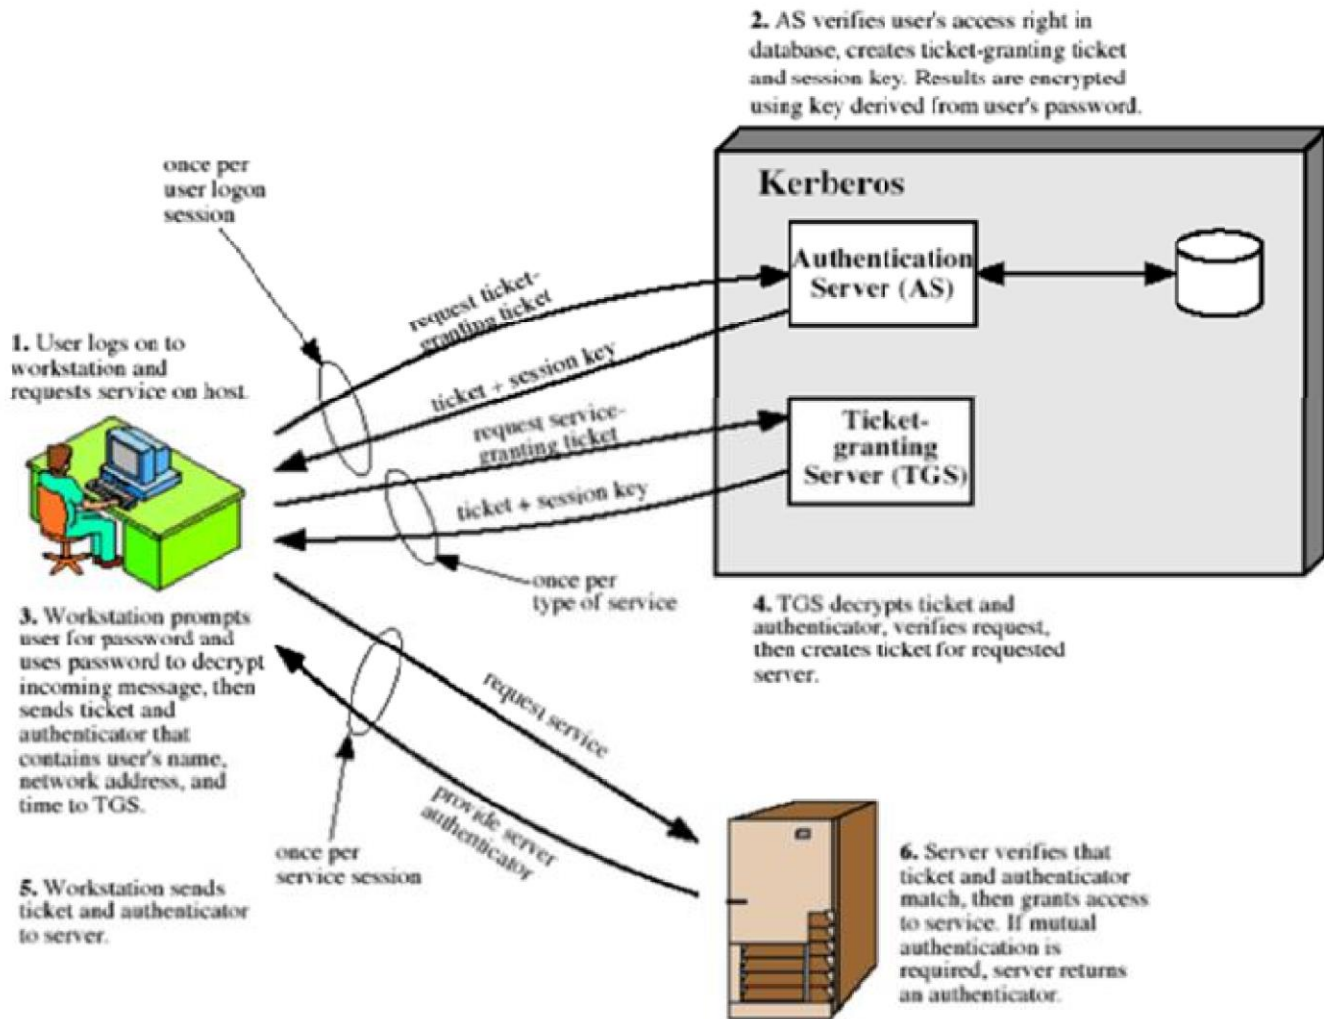 2. AS verifies user's access right in
database, creates ticket-granting ticket
and session key. Results are encrypted
using key derived from user's password.
once per
user logon
session
Kerberos
Authentication
Server (AS)
request ticket-
granting ticket
1. User logs on to
workstation and
requests service on host.
ticket + session key
request service-
granting ticket
Ticket-
granting
Server (TGS)
ticket + session key
once per
type of service
3. Workstation prompts
user for password and
uses password to decrypt
incoming message, then
sends ticket and
authenticator that
contains user's name,
network address, and
time to TGS.
4. TGS decrypts ticket and
authenticator, verifies request,
then creates ticket for requested
server.
request service
provide server
authenticator
once per
service session
5. Workstation sends
ticket and authenticator
to server.
6. Server verifies that
ticket and authenticator
match, then grants access
to service. If mutual
authentication is
required, server returns
an authenticator.